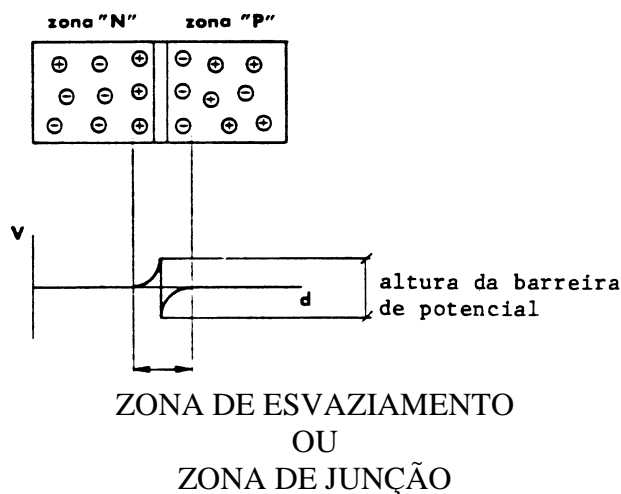 zona "N" zona "P"
V
d
altura da barreira
de potencial
ZONA DE ESVAZIAMENTO
OU
ZONA DE JUNÇÃO